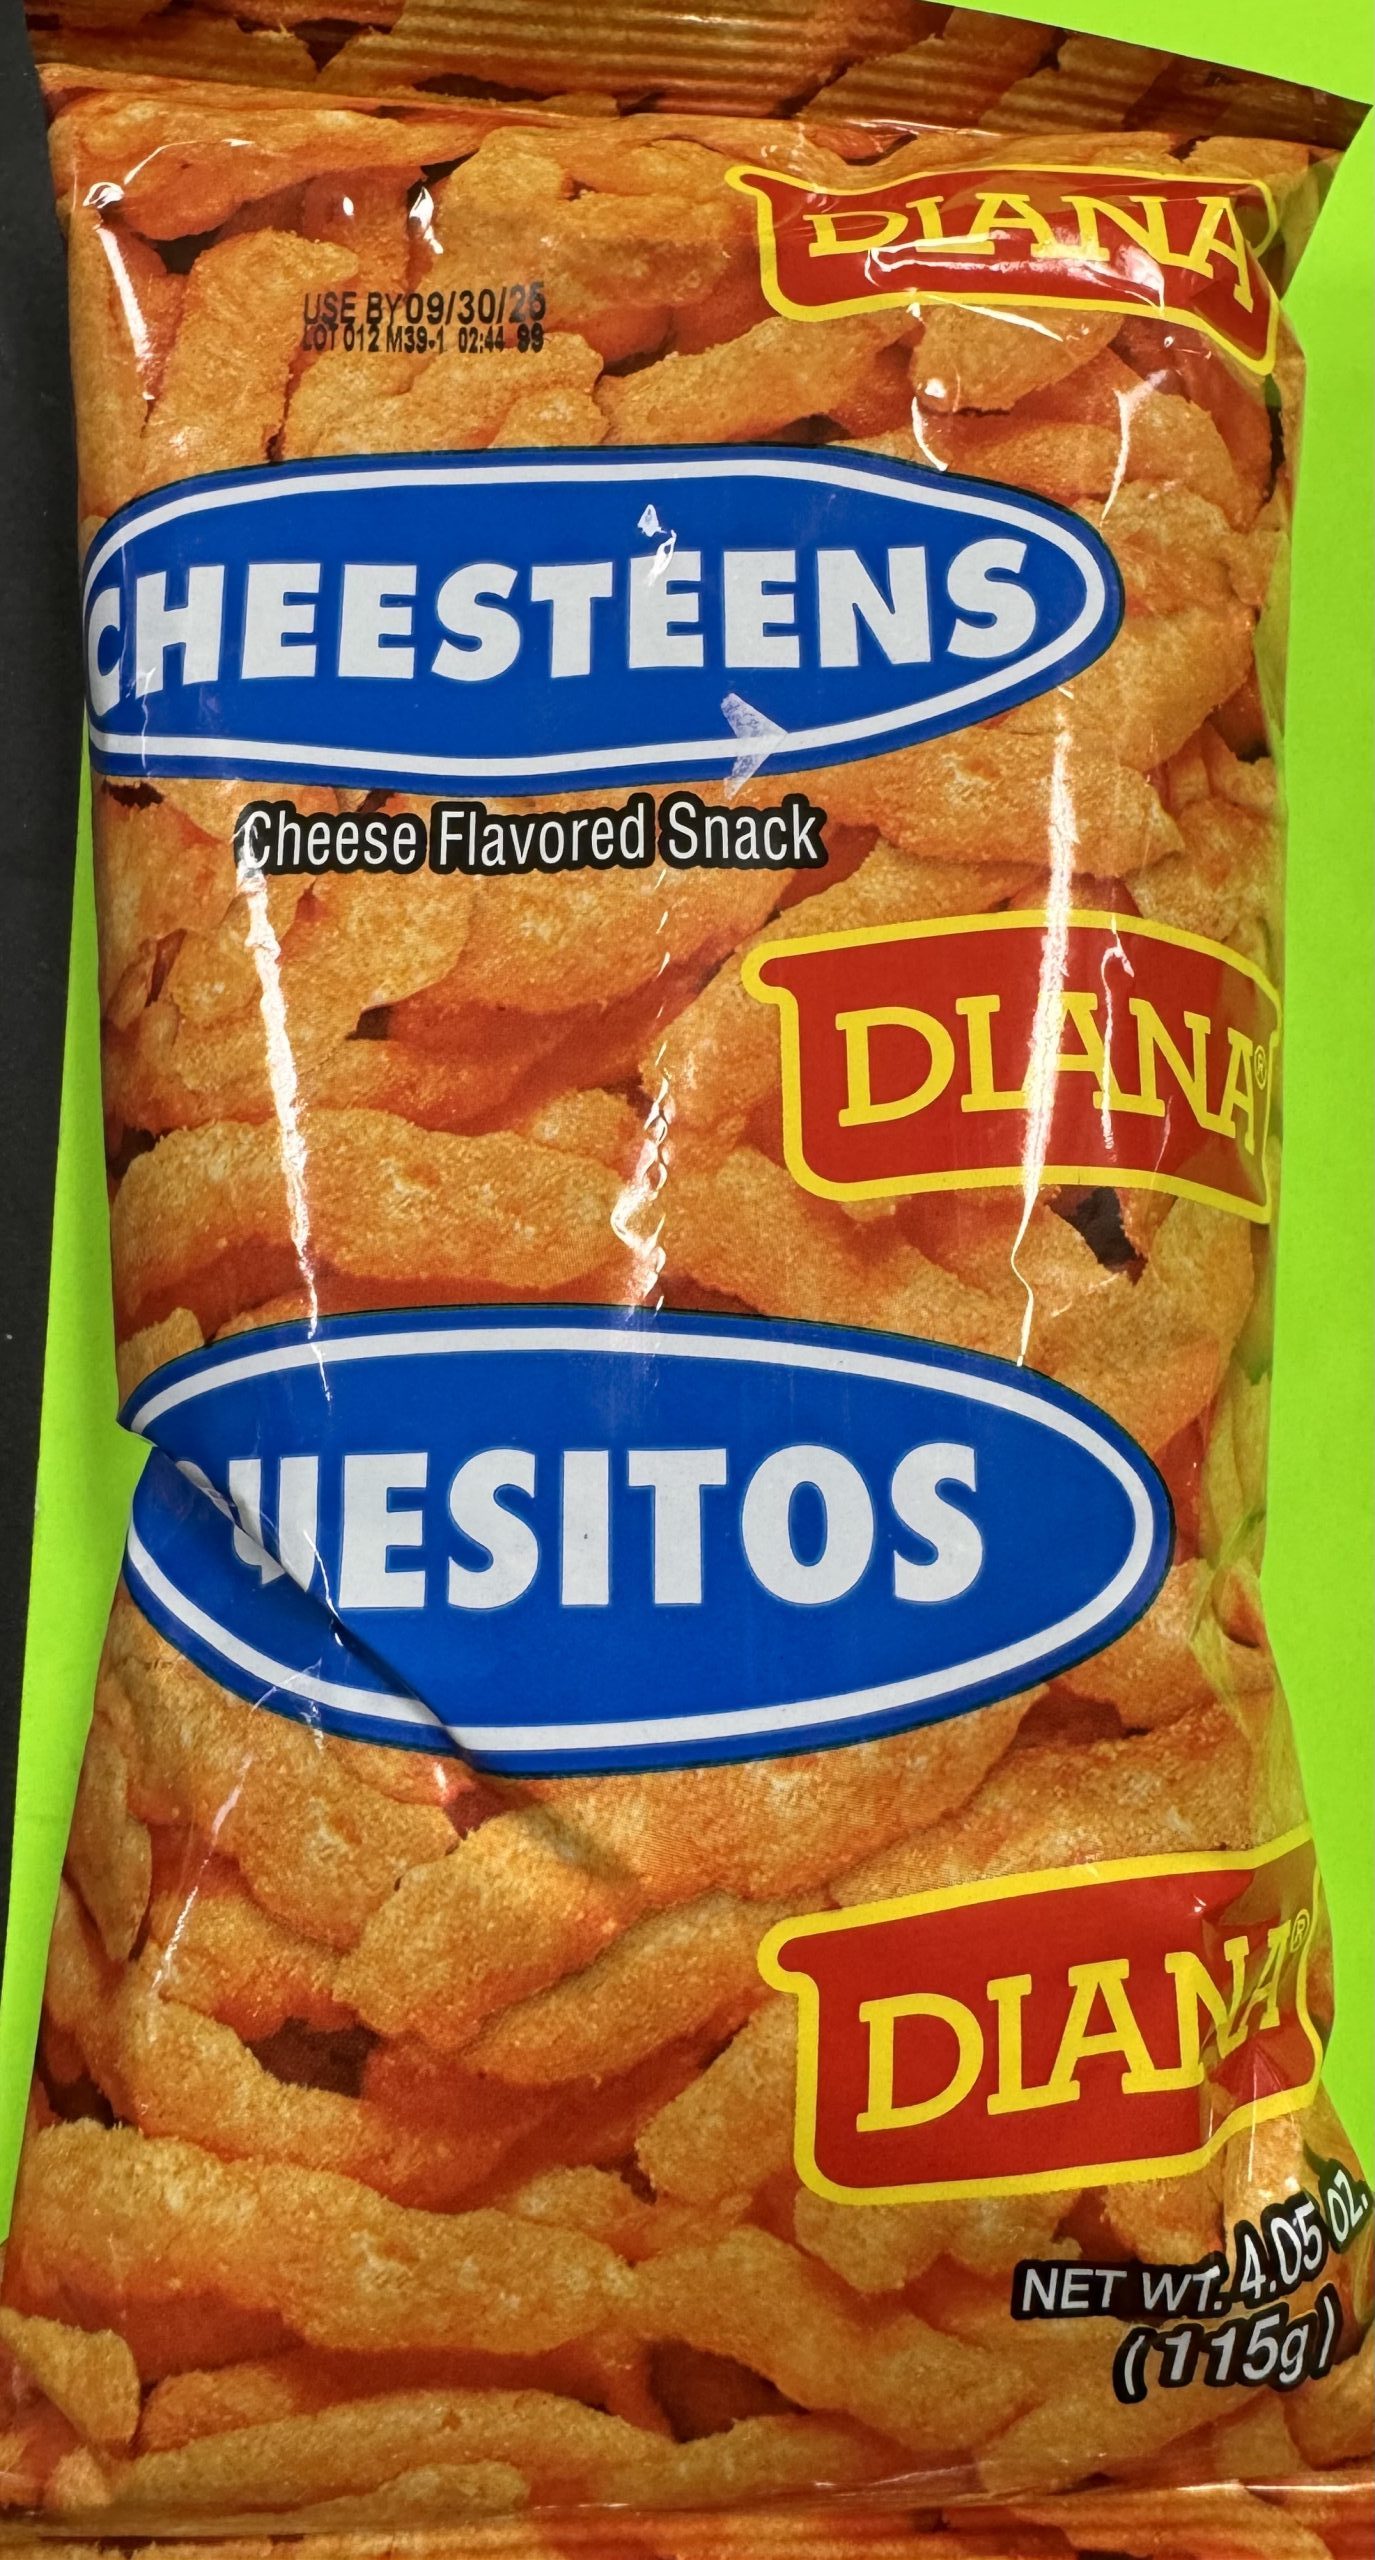 DIANA
USE BY 09/30/25
LOT 012 M39-1 02:44 99
CHEESTEENS
Cheese Flavored Snack
DIANA®
QUESITOS
DIANA®
NET WT. 4.05 oz.
(115g)